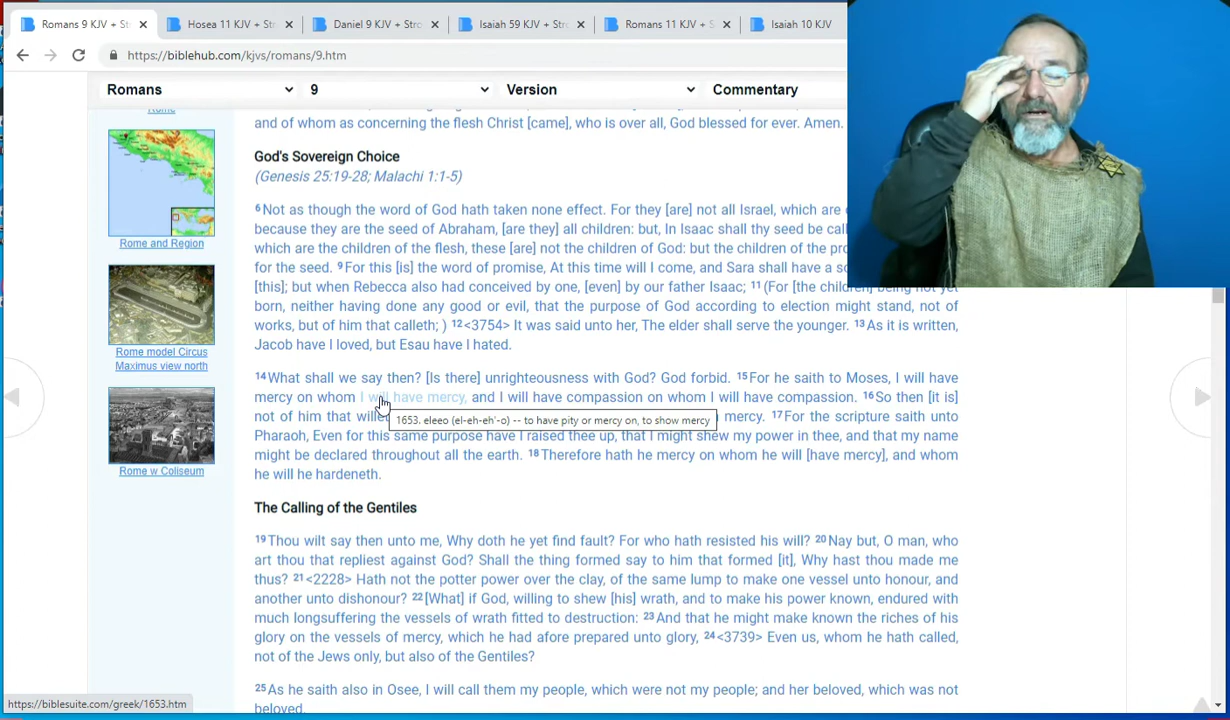 Romans 9 KJV + St
Hosea 11 KJV + Str
Daniel 9 KJV + Stro
Isaiah 59 KJV + Str
Romans 11 KJV + S
Isaiah 10 KJV
https://biblehub.com/kjvs/romans/9.htm
Romans 9 Version Commentary
Rome
and of whom as concerning the flesh Christ [came], who is over all, God blessed for ever. Amen.
God's Sovereign Choice
(Genesis 25:19-28; Malachi 1:1-5)
6Not as though the word of God hath taken none effect. For they [are] not all Israel, which are
because they are the seed of Abraham, [are they] all children: but, In Isaac shall thy seed be call
which are the children of the flesh, these [are] not the children of God: but the children of the pro
for the seed. 9For this [is] the word of promise, At this time will I come, and Sara shall have a so
[this]; but when Rebecca also had conceived by one, [even] by our father Isaac; 11(For [the children] being not yet
born, neither having done any good or evil, that the purpose of God according to election might stand, not of
works, but of him that calleth; ) 12<3754> It was said unto her, The elder shall serve the younger. 13As it is written,
Jacob have I loved, but Esau have I hated.
14What shall we say then? [Is there] unrighteousness with God? God forbid. 15For he saith to Moses, I will have
mercy on whom I will have mercy, and I will have compassion on whom I will have compassion. 16So then [it is]
not of him that wille mercy. 17For the scripture saith unto
1653. eleeo (el-eh-eh'-o) -- to have pity or mercy on, to show mercy
Pharaoh, Even for this same purpose have I raised thee up, that I might shew my power in thee, and that my name
might be declared throughout all the earth. 18Therefore hath he mercy on whom he will [have mercy], and whom
he will he hardeneth.
The Calling of the Gentiles
19Thou wilt say then unto me, Why doth he yet find fault? For who hath resisted his will? 20Nay but, O man, who
art thou that repliest against God? Shall the thing formed say to him that formed [it], Why hast thou made me
thus? 21<2228> Hath not the potter power over the clay, of the same lump to make one vessel unto honour, and
another unto dishonour? 22[What] if God, willing to shew [his] wrath, and to make his power known, endured with
much longsuffering the vessels of wrath fitted to destruction: 23And that he might make known the riches of his
glory on the vessels of mercy, which he had afore prepared unto glory, 24<3739> Even us, whom he hath called,
not of the Jews only, but also of the Gentiles?
25As he saith also in Osee, I will call them my people, which were not my people; and her beloved, which was not
beloved.
Rome and Region
Rome model Circus
Maximus view north
Rome w Coliseum
https://biblesuite.com/greek/1653.htm